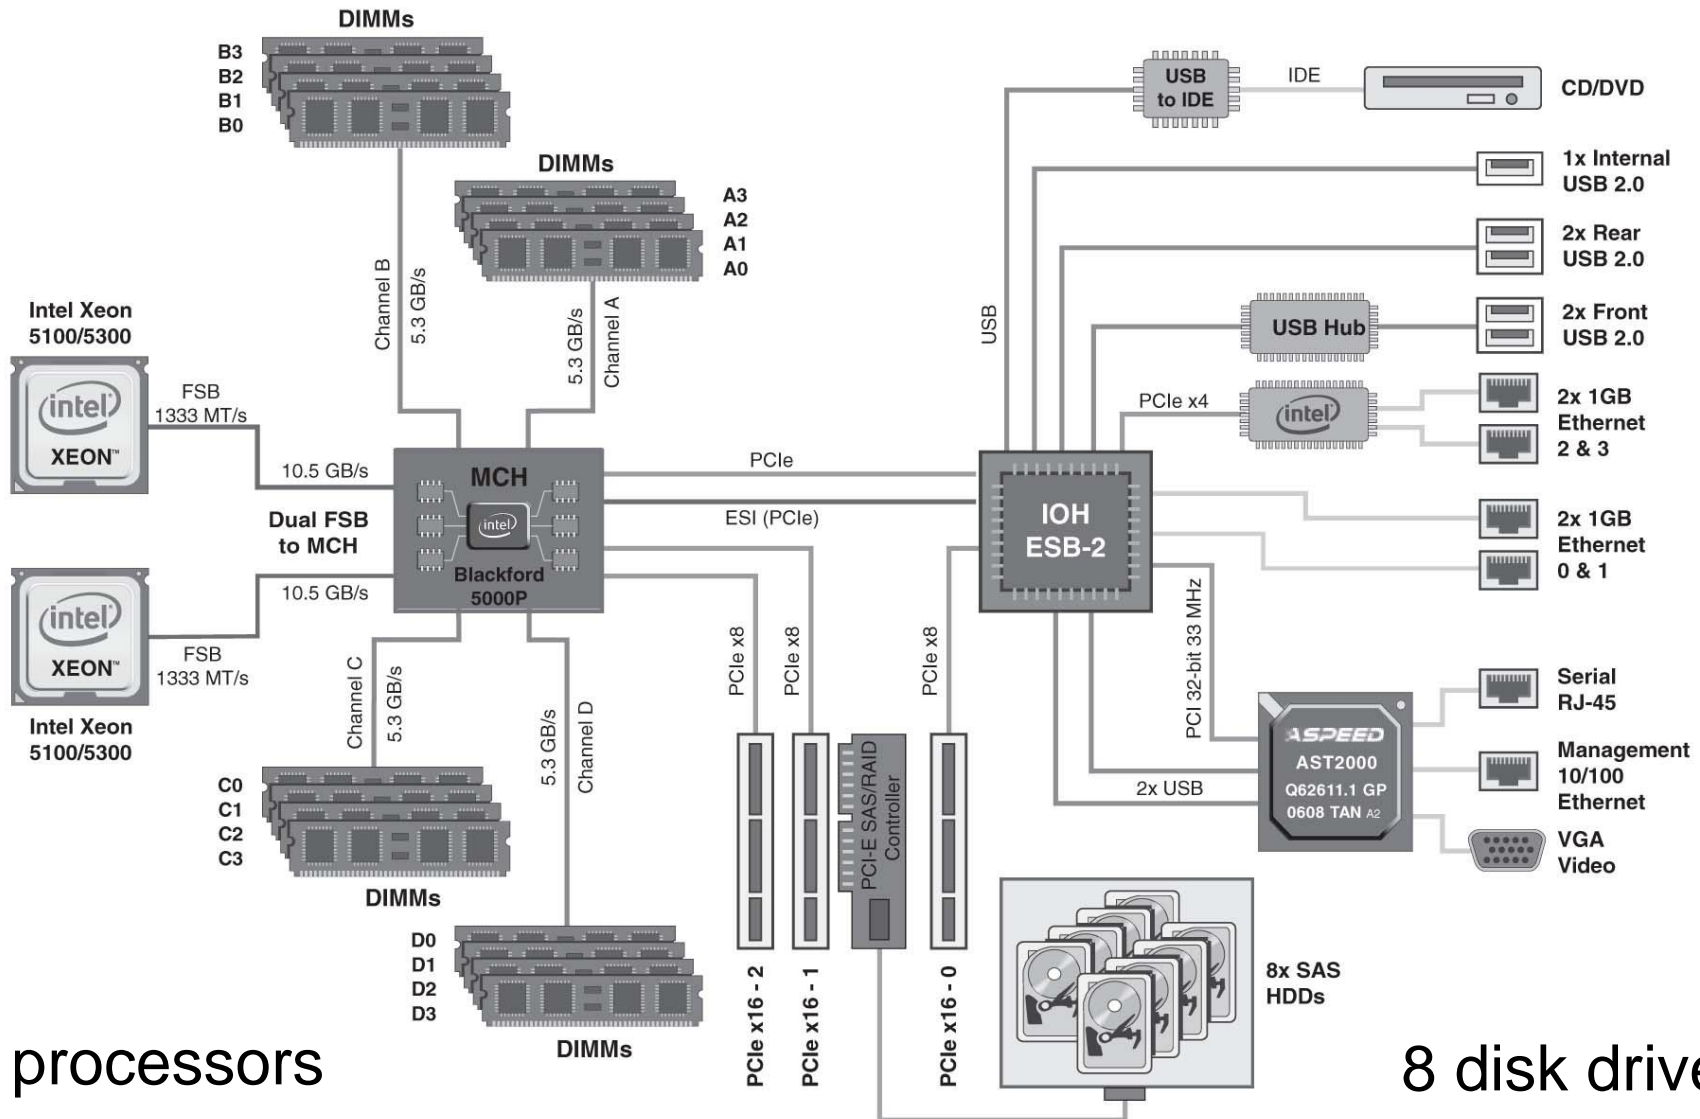 DIMMs
B3
B2
B1
B0
DIMMs
A3
A2
A1
A0
Channel B
5.3 GB/s
5.3 GB/s
Channel A
Intel Xeon
5100/5300
intel
XEON™
FSB
1333 MT/s
10.5 GB/s
Dual FSB
to MCH
10.5 GB/s
FSB
1333 MT/s
intel
XEON™
Intel Xeon
5100/5300
MCH
intel
Blackford
5000P
Channel C
5.3 GB/s
5.3 GB/s
Channel D
C0
C1
C2
C3
DIMMs
D0
D1
D2
D3
DIMMs
PCIe
ESI (PCIe)
PCIe x8
PCIe x8
PCIe x8
PCIe x16 - 2
PCIe x16 - 1
PCI-E SAS/RAID
Controller
PCIe x16 - 0
IOH
ESB-2
USB
USB
to IDE
IDE
CD/DVD
1x Internal
USB 2.0
2x Rear
USB 2.0
USB Hub
2x Front
USB 2.0
PCIe x4
intel
2x 1GB
Ethernet
2 & 3
2x 1GB
Ethernet
0 & 1
PCI 32-bit 33 MHz
2x USB
ASPEED
AST2000
Q62611.1 GP
0608 TAN A2
Serial
RJ-45
Management
10/100
Ethernet
VGA
Video
8x SAS
HDDs
processors
8 disk drive